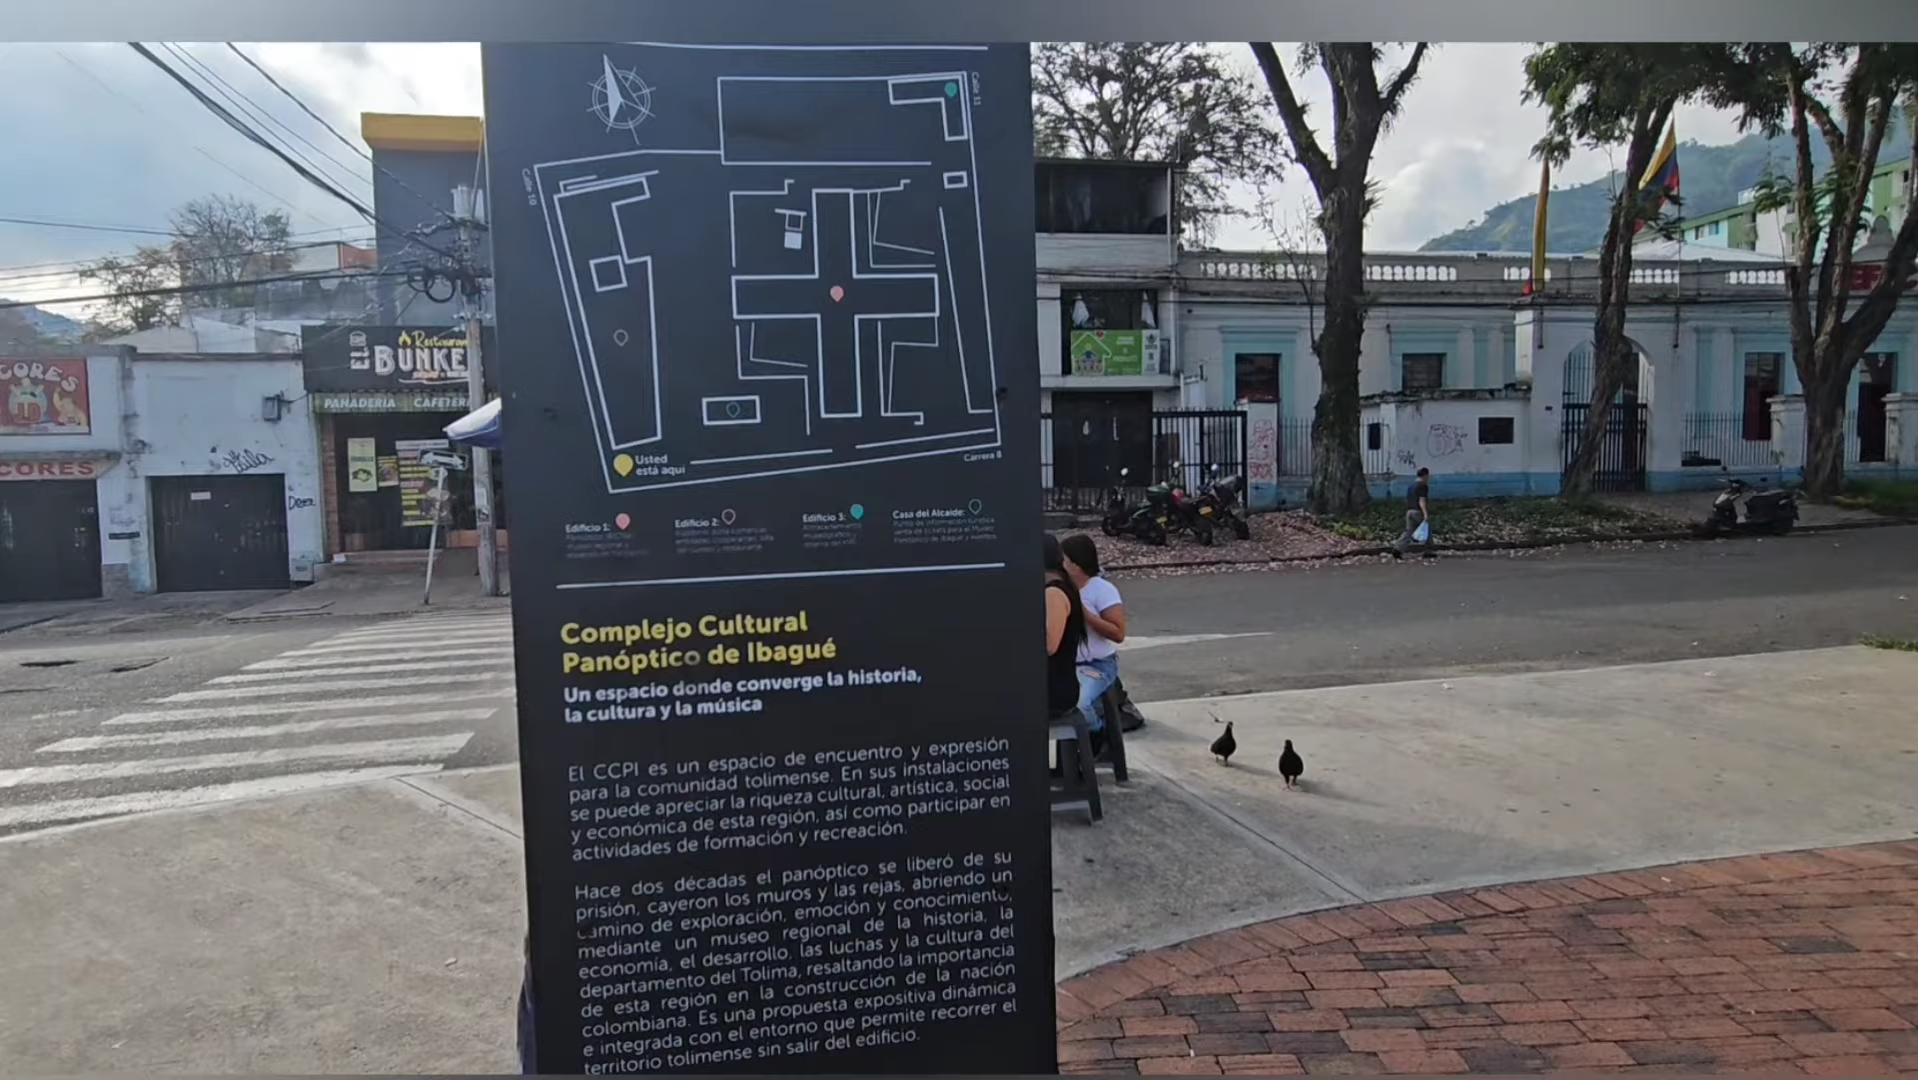 Calle 11
Calle 10
Usted
está aquí
Carrera 8
Edificio 1:
Edificio 2:
Edificio 3:
Casa del Alcaide:
Complejo Cultural
Panóptico de Ibagué
Un espacio donde converge la historia,
la cultura y la música
El CCPI es un espacio de encuentro y expresión
para la comunidad tolimense. En sus instalaciones
se puede apreciar la riqueza cultural, artística, social
y económica de esta región, así como participar en
actividades de formación y recreación.
Hace dos décadas el panóptico se liberó de su
prisión, cayeron los muros y las rejas, abriendo un
camino de exploración, emoción y conocimiento,
mediante un museo regional de la historia, la
economía, el desarrollo, las luchas y la cultura del
departamento del Tolima, resaltando la importancia
de esta región en la construcción de la nación
colombiana. Es una propuesta expositiva dinámica
e integrada con el entorno que permite recorrer el
territorio tolimense sin salir del edificio.
Restauran
EL BUNKE
PANADERIA CAFETERI
CORES
CORES